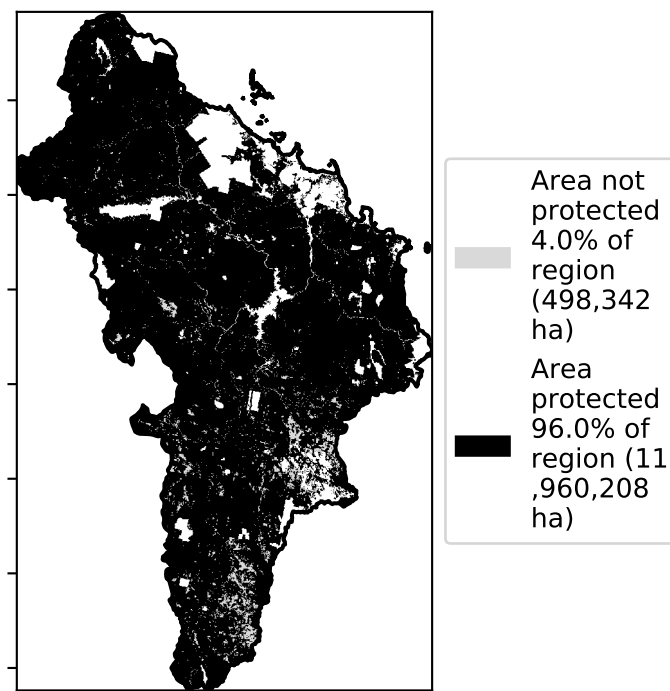 Area not
protected
4.0% of
region
(498,342
ha)
Area
protected
96.0% of
region (11
,960,208
ha)